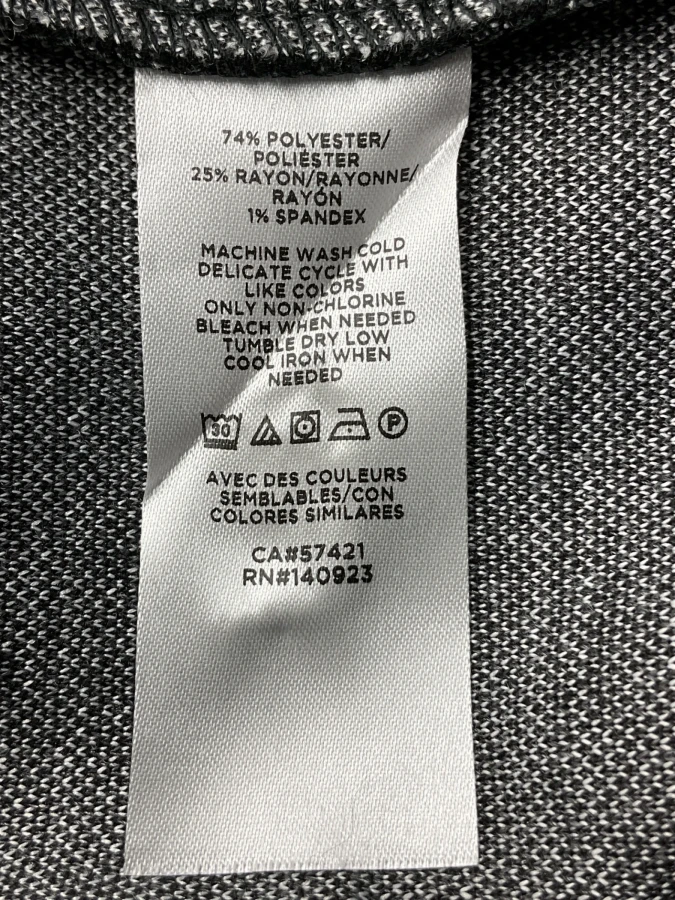 74% POLYESTER/
POLIÉSTER
25% RAYON/RAYONNE/
RAYÓN
1% SPANDEX
MACHINE WASH COLD
DELICATE CYCLE WITH
LIKE COLORS
ONLY NON-CHLORINE
BLEACH WHEN NEEDED
TUMBLE DRY LOW
COOL IRON WHEN
NEEDED
30 P
AVEC DES COULEURS
SEMBLABLES/CON
COLORES SIMILARES
CA#57421
RN#140923